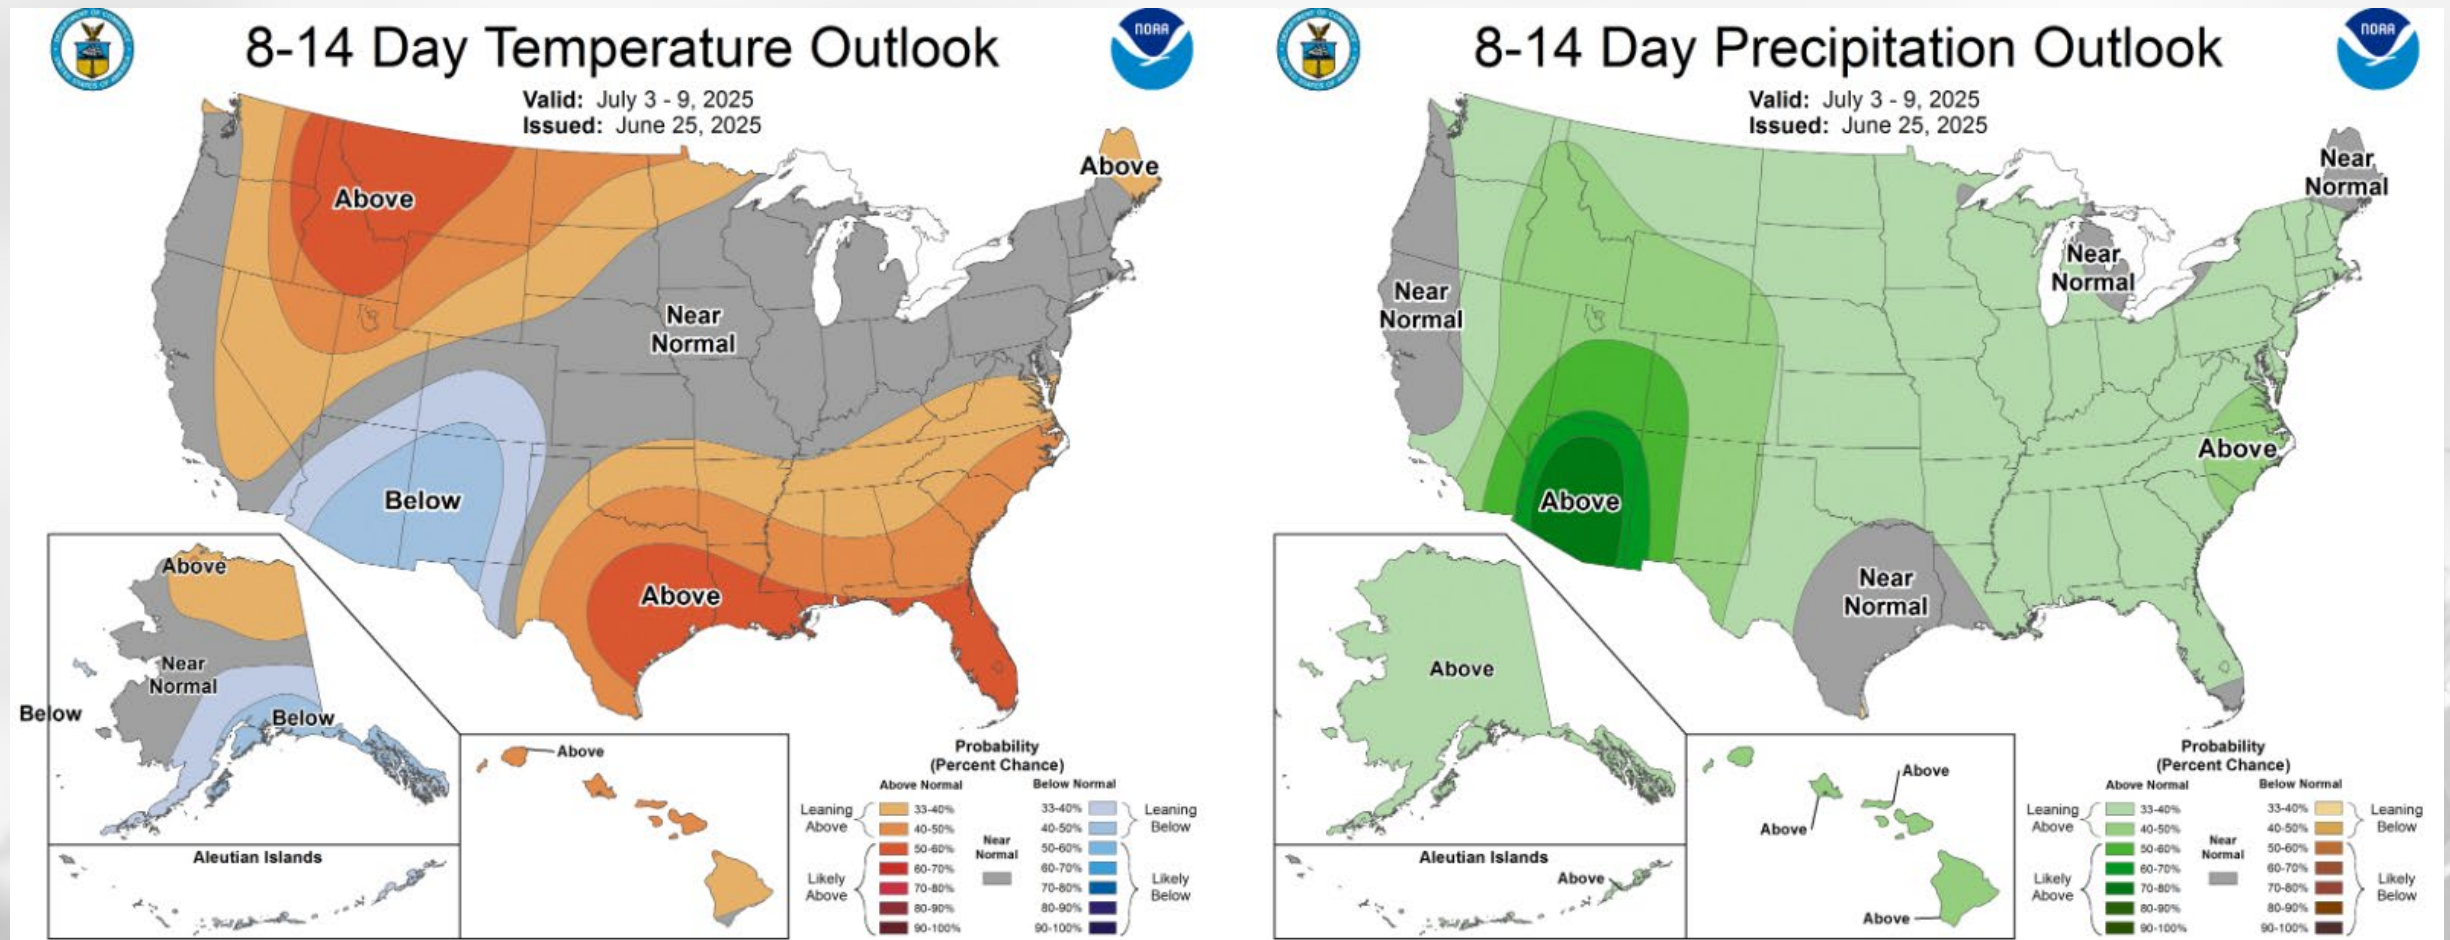 8-14 Day Temperature Outlook
NOAA
Valid: July 3 - 9, 2025
Issued: June 25, 2025
Above
Above
Near
Normal
Below
Above
Above
Near
Normal
Below
Below
Aleutian Islands
Above
Probability
(Percent Chance)
Above Normal Below Normal
Leaning
Above
33-40% 33-40%
40-50% 40-50%
Leaning
Below
50-60% 50-60%
Near
Normal
60-70% 60-70%
Likely
Above
70-80% 70-80%
Likely
Below
80-90% 80-90%
90-100% 90-100%
8-14 Day Precipitation Outlook
NOAA
Valid: July 3 - 9, 2025
Issued: June 25, 2025
Near
Normal
Near
Normal
Near
Normal
Above
Above
Near
Normal
Above
Aleutian Islands
Above
Above
Above
Above
Probability
(Percent Chance)
Above Normal Below Normal
Leaning
Above
33-40% 33-40%
40-50% 40-50%
Leaning
Below
50-60% 50-60%
Near
Normal
60-70% 60-70%
Likely
Above
70-80% 70-80%
Likely
Below
80-90% 80-90%
90-100% 90-100%